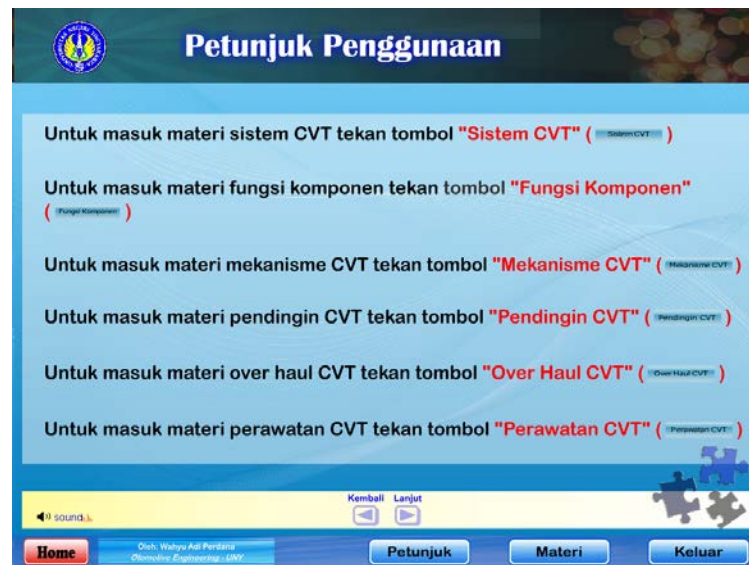 Petunjuk Penggunaan
Untuk masuk materi sistem CVT tekan tombol "Sistem CVT" ( Sistem CVT )
Untuk masuk materi fungsi komponen tekan tombol "Fungsi Komponen"
( Fungsi Komponen )
Untuk masuk materi mekanisme CVT tekan tombol "Mekanisme CVT" ( Mekanisme CVT )
Untuk masuk materi pendingin CVT tekan tombol "Pendingin CVT" ( Pendingin CVT )
Untuk masuk materi over haul CVT tekan tombol "Over Haul CVT" ( Over Haul CVT )
Untuk masuk materi perawatan CVT tekan tombol "Perawatan CVT" ( Perawatan CVT )
Kembali Lanjut
sound
Home
Oleh: Wahyu Adi Perdana
Otomotive Engineering - UNY
Petunjuk Materi Keluar